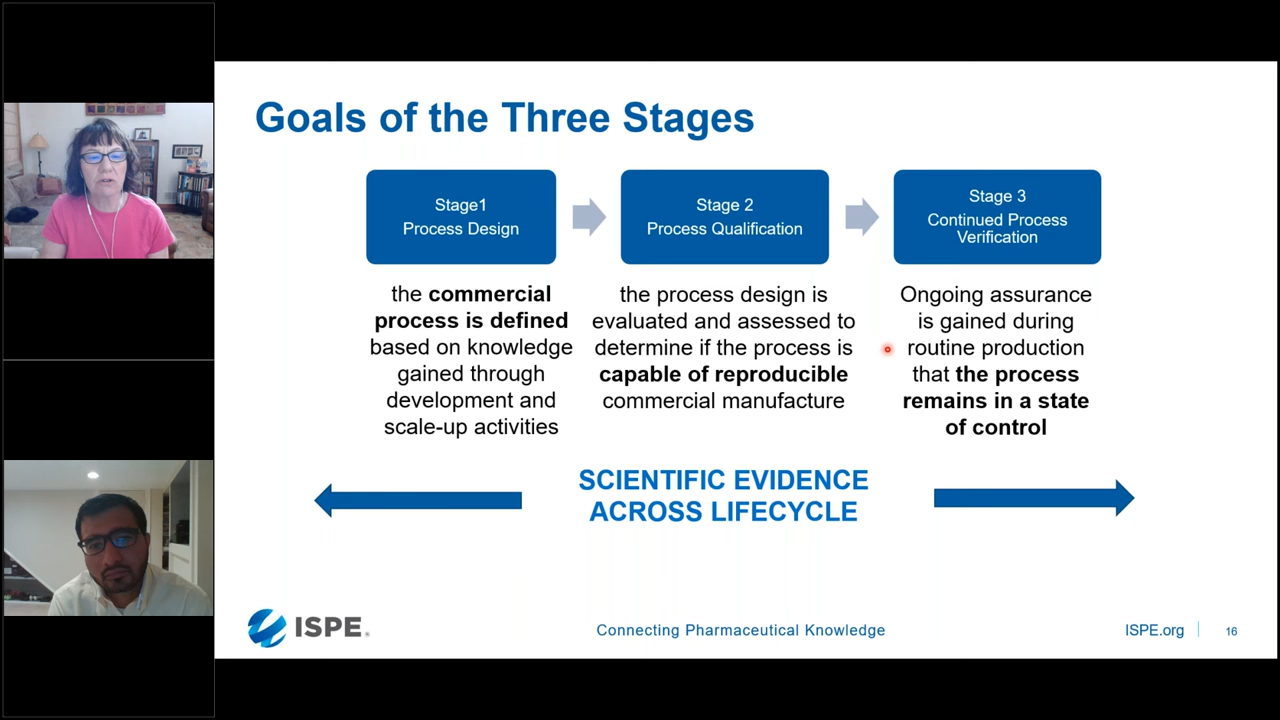 Goals of the Three Stages
Stage1
Process Design
Stage 2
Process Qualification
Stage 3
Continued Process
Verification
the commercial
process is defined
based on knowledge
gained through
development and
scale-up activities
the process design is
evaluated and assessed to
determine if the process is
capable of reproducible
commercial manufacture
Ongoing assurance
is gained during
routine production
that the process
remains in a state
of control
SCIENTIFIC EVIDENCE
ACROSS LIFECYCLE
ISPE®
Connecting Pharmaceutical Knowledge
ISPE.org
16